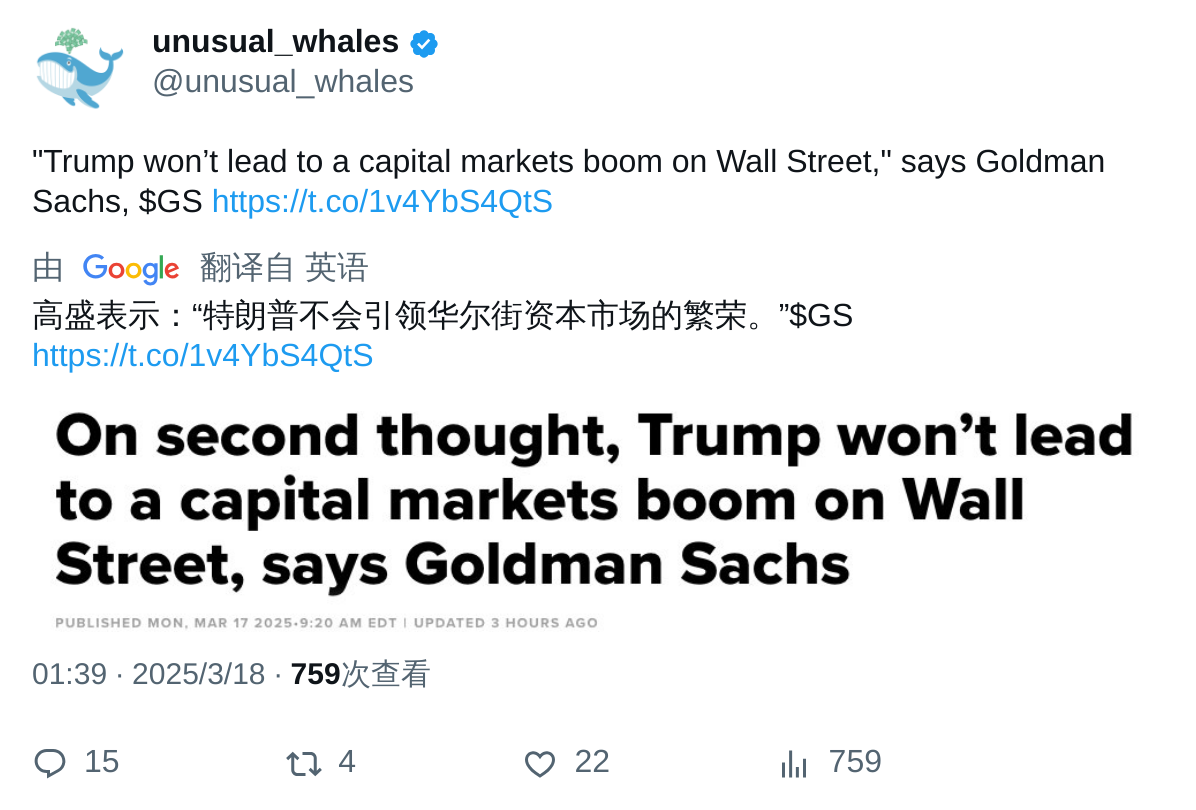 unusual_whales
@unusual_whales
"Trump won’t lead to a capital markets boom on Wall Street," says Goldman
Sachs, $GS https://t.co/1v4YbS4QtS
由 Google 翻译自 英语
高盛表示：“特朗普不会引领华尔街资本市场的繁荣。”$GS
https://t.co/1v4YbS4QtS
On second thought, Trump won’t lead
to a capital markets boom on Wall
Street, says Goldman Sachs
PUBLISHED MON, MAR 17 2025•9:20 AM EDT | UPDATED 3 HOURS AGO
01:39 · 2025/3/18 · 759次查看
15 4 22 759